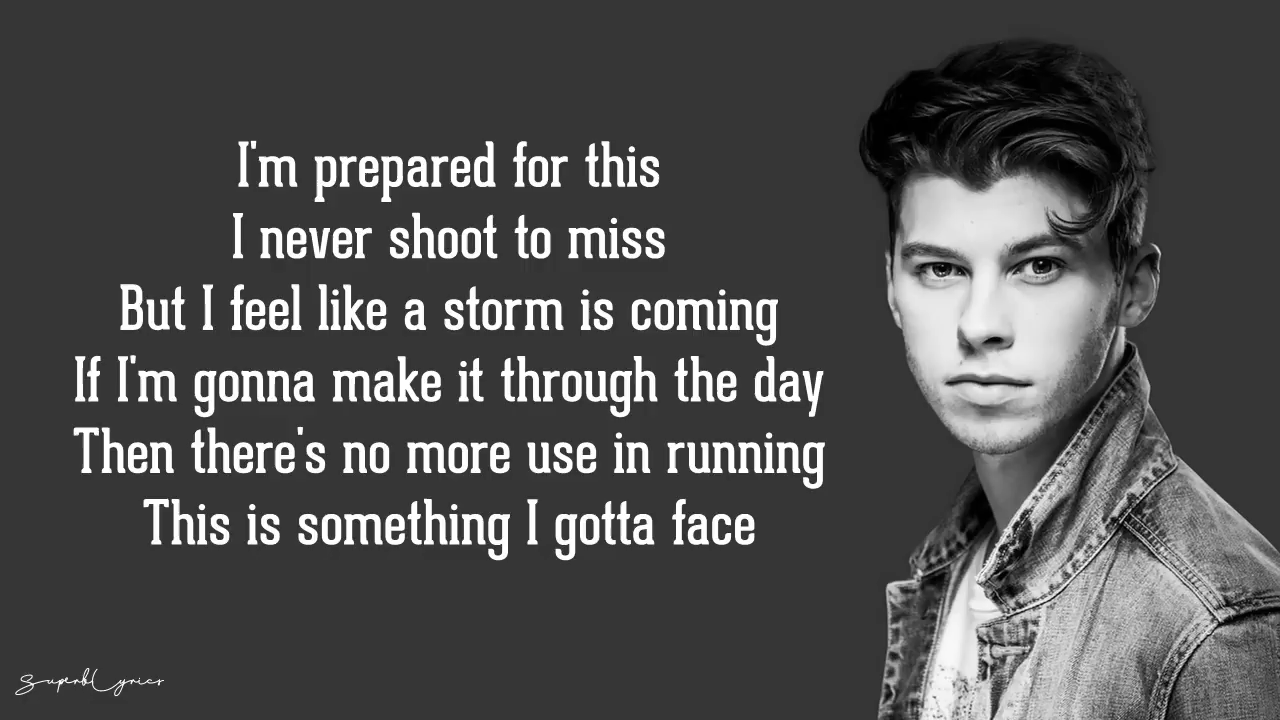 I'm prepared for this
I never shoot to miss
But I feel like a storm is coming
If I'm gonna make it through the day
Then there's no more use in running
This is something I gotta face
SuperbLyrics